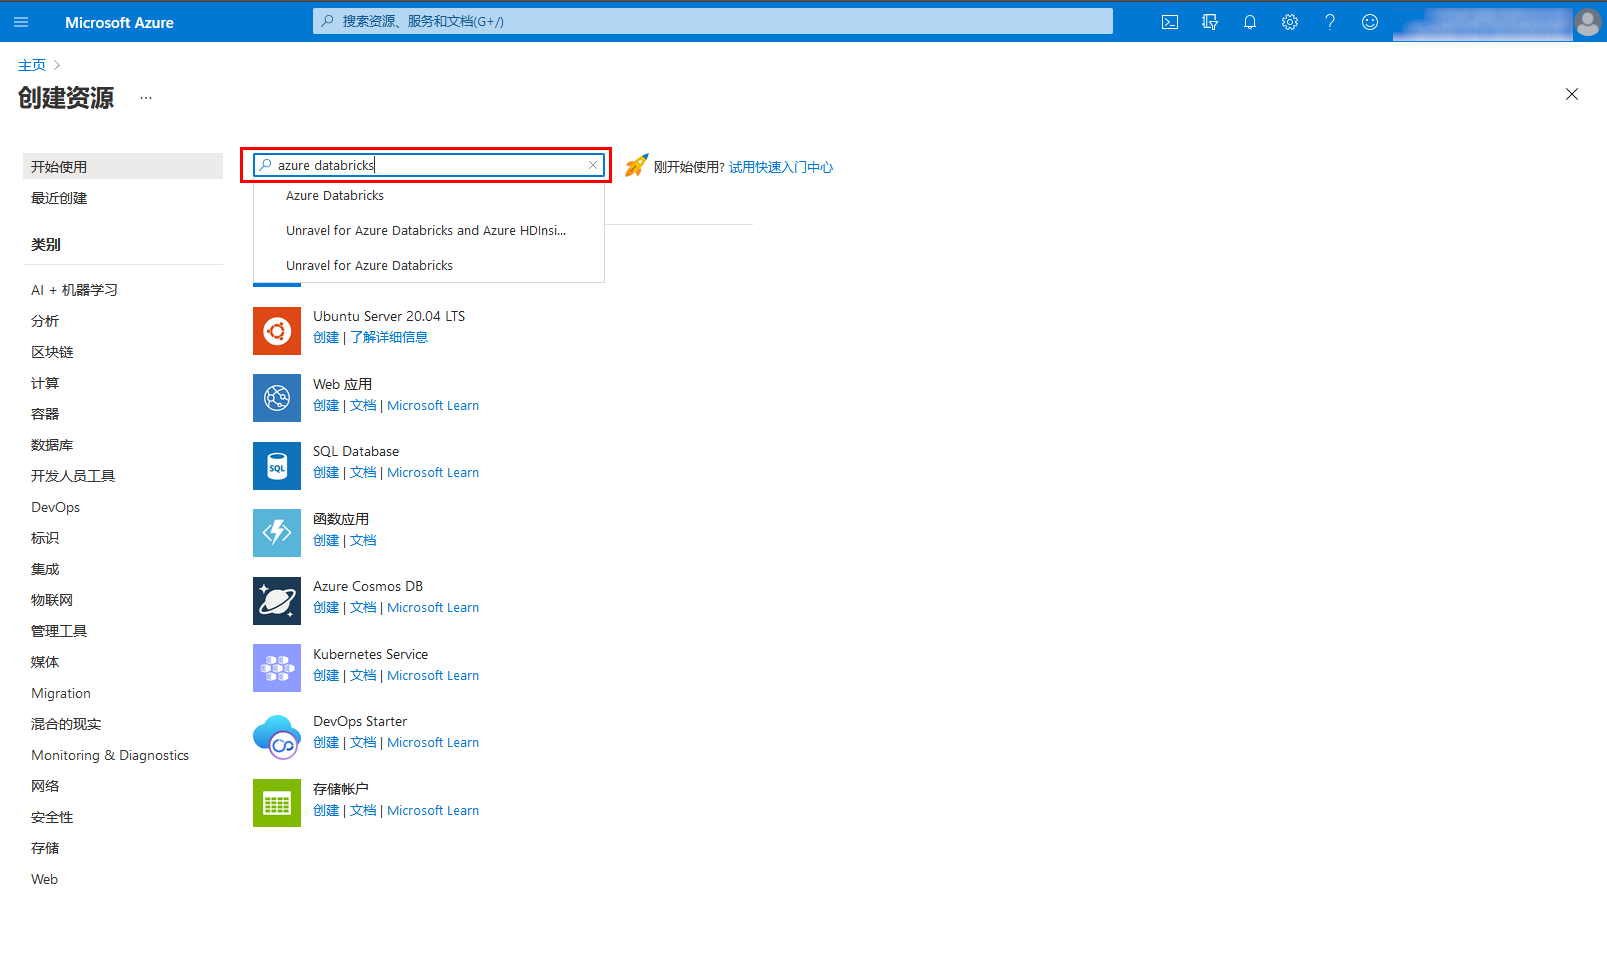 Microsoft Azure
搜索资源、服务和文档(G+/)
主页
创建资源
...
开始使用
最近创建
类别
AI + 机器学习
分析
区块链
计算
容器
数据库
开发人员工具
DevOps
标识
集成
物联网
管理工具
媒体
Migration
混合的现实
Monitoring & Diagnostics
网络
安全性
存储
Web
azure databricks
刚开始使用? 试用快速入门中心
Azure Databricks
Unravel for Azure Databricks and Azure HDInsi...
Unravel for Azure Databricks
Ubuntu Server 20.04 LTS
创建 | 了解详细信息
Web 应用
创建 | 文档 | Microsoft Learn
SQL
SQL Database
创建 | 文档 | Microsoft Learn
函数应用
创建 | 文档
Azure Cosmos DB
创建 | 文档 | Microsoft Learn
Kubernetes Service
创建 | 文档 | Microsoft Learn
DevOps Starter
创建 | 文档 | Microsoft Learn
存储帐户
创建 | 文档 | Microsoft Learn